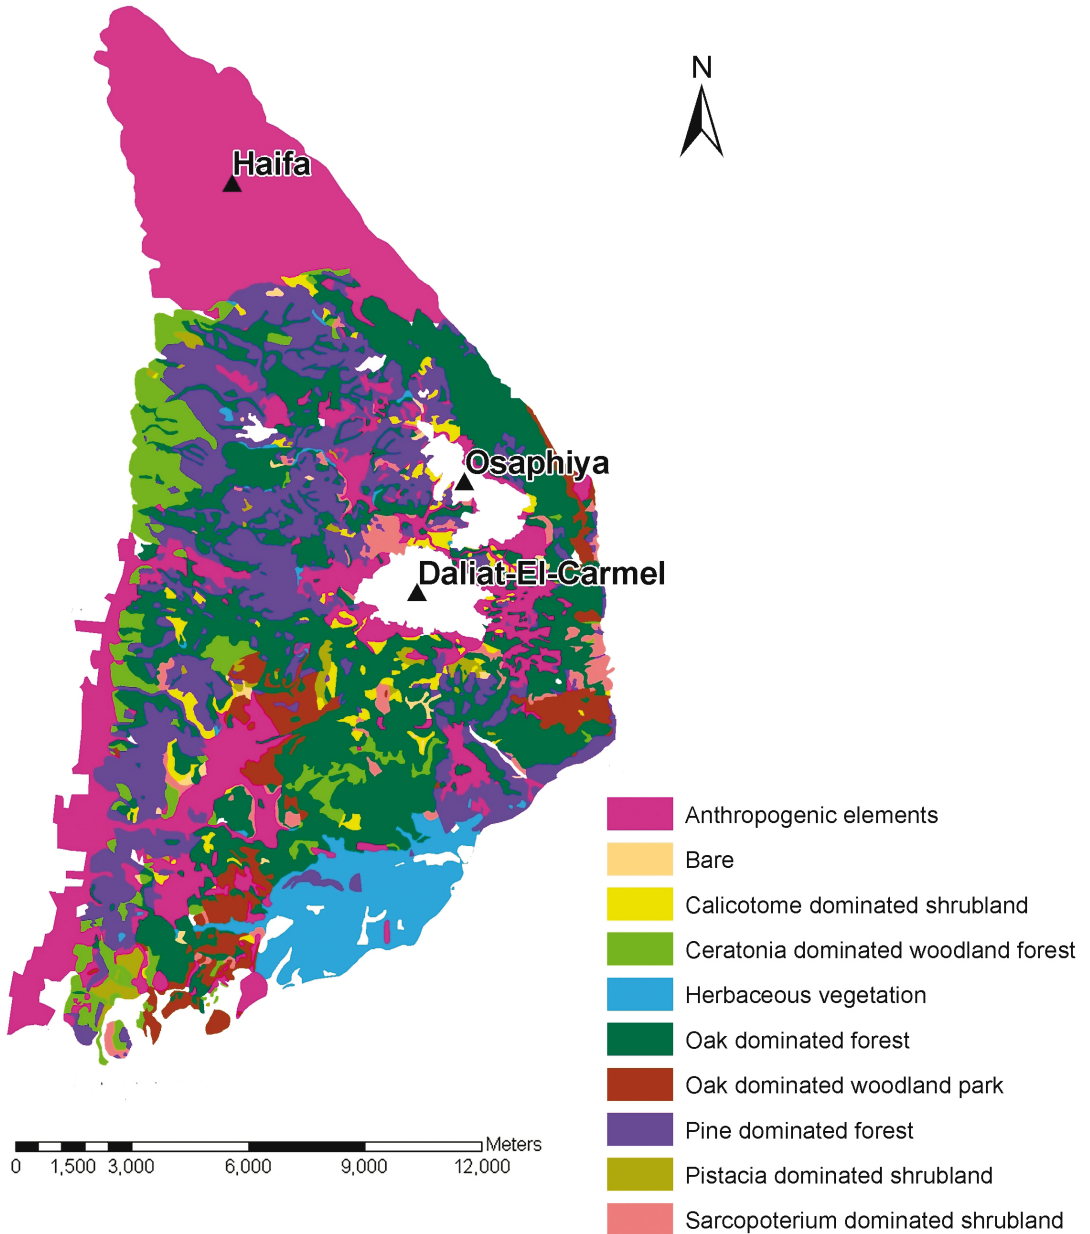 N
Haifa
Osaphiya
Daliat-El-Carmel
Anthropogenic elements
Bare
Calicotome dominated shrubland
Ceratonia dominated woodland forest
Herbaceous vegetation
Oak dominated forest
Oak dominated woodland park
Pine dominated forest
Pistacia dominated shrubland
Sarcopoterium dominated shrubland
Meters
0 1,500 3,000 6,000 9,000 12,000